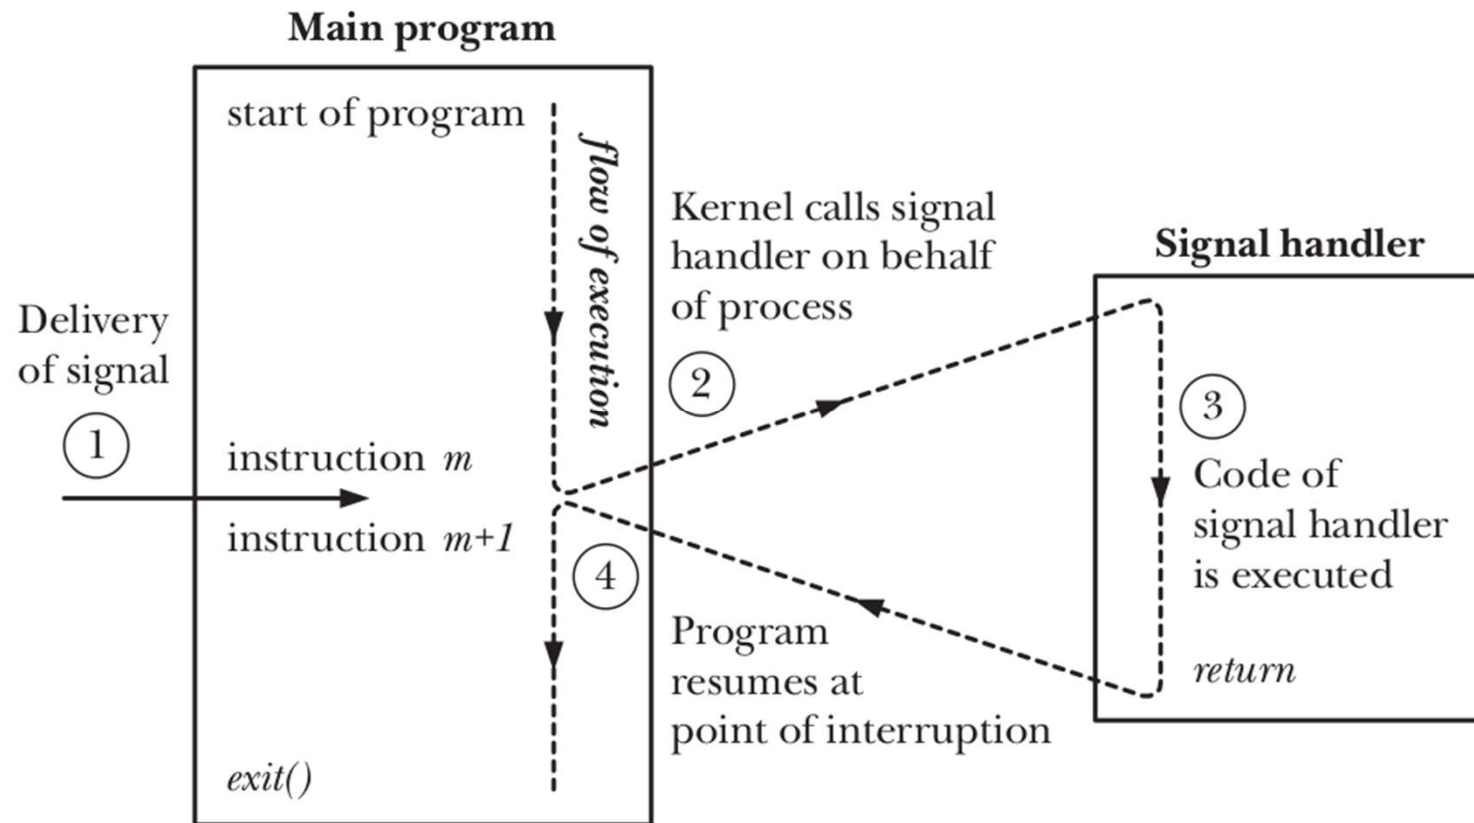 Main program
start of program
flow of execution
Kernel calls signal
handler on behalf
of process
Signal handler
Delivery
of signal
1
2
3
instruction m
instruction m+1
Code of
signal handler
is executed
4
Program
resumes at
point of interruption
return
exit()